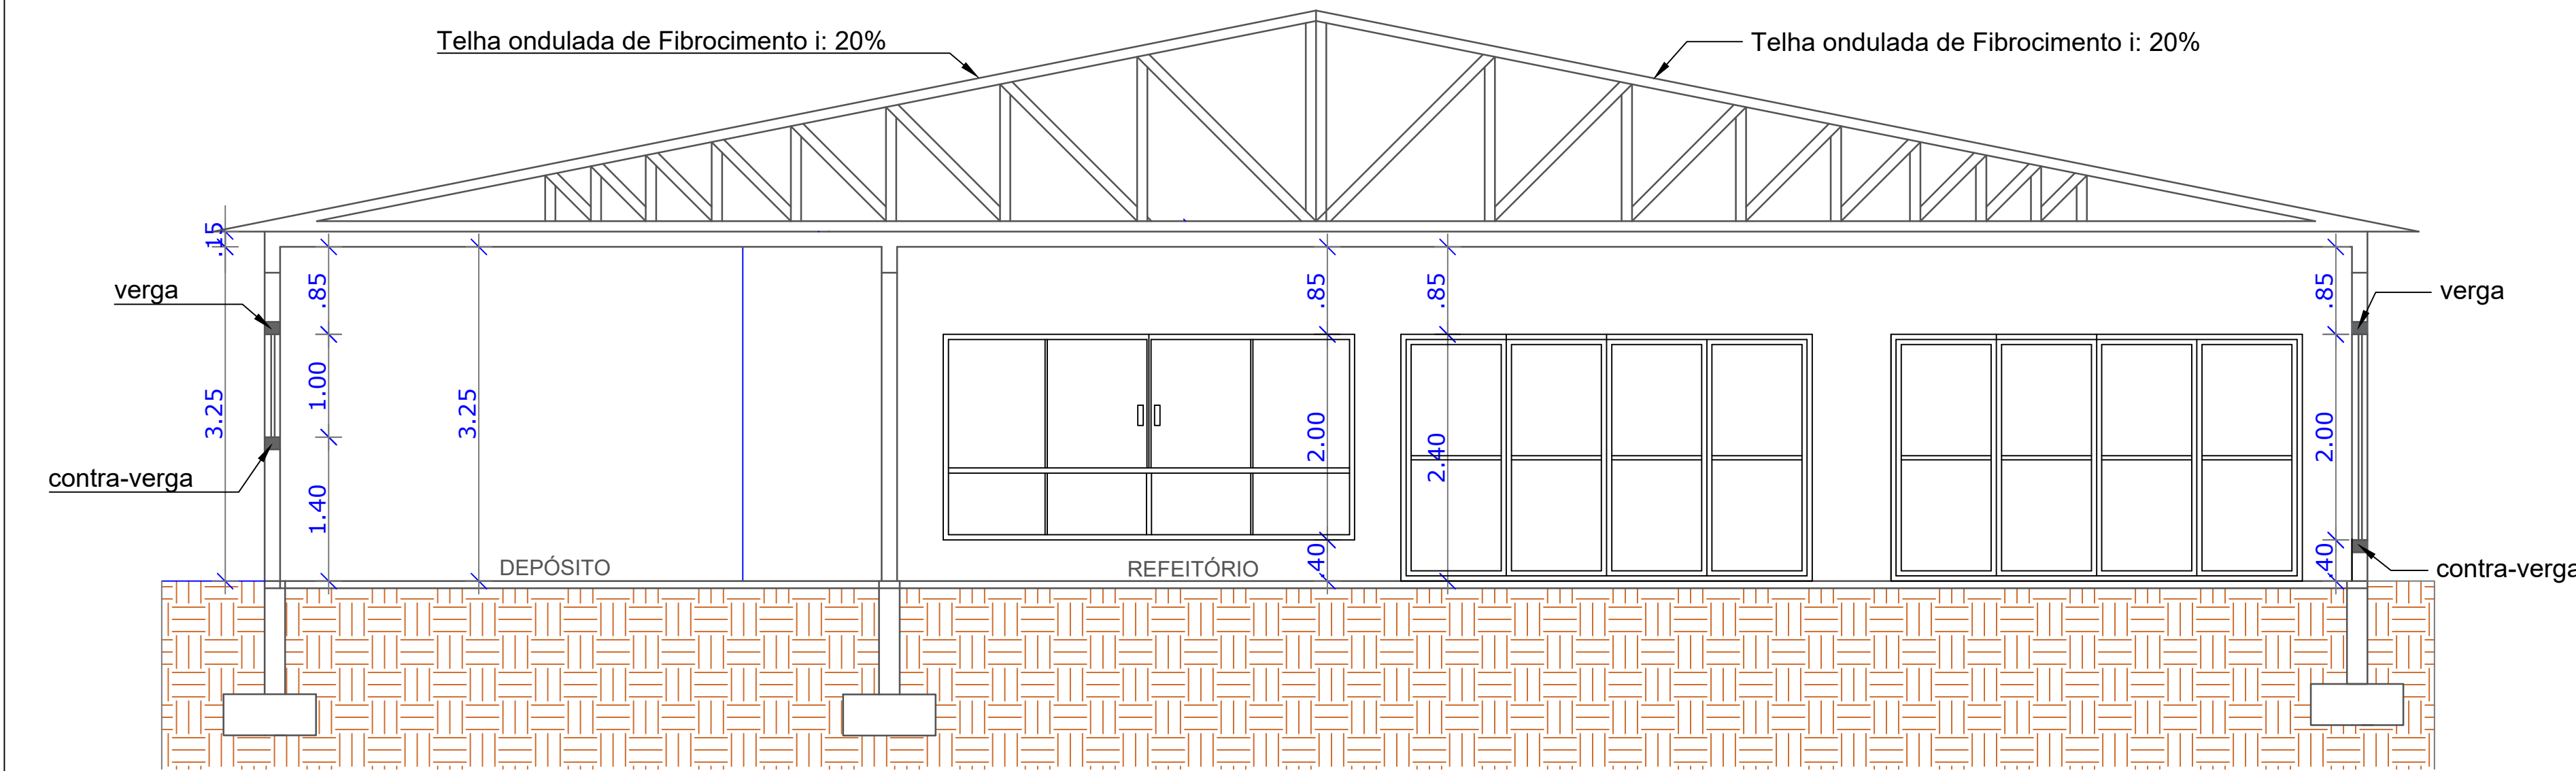 Telha ondulada de Fibrocimento i: 20%
Telha ondulada de Fibrocimento i: 20%
.15
verga
.85
.85
.85
.85
verga
1.00
3.25
3.25
2.00
2.40
2.00
contra-verga
1.40
DEPÓSITO
REFEITÓRIO
.40
.40
contra-verga